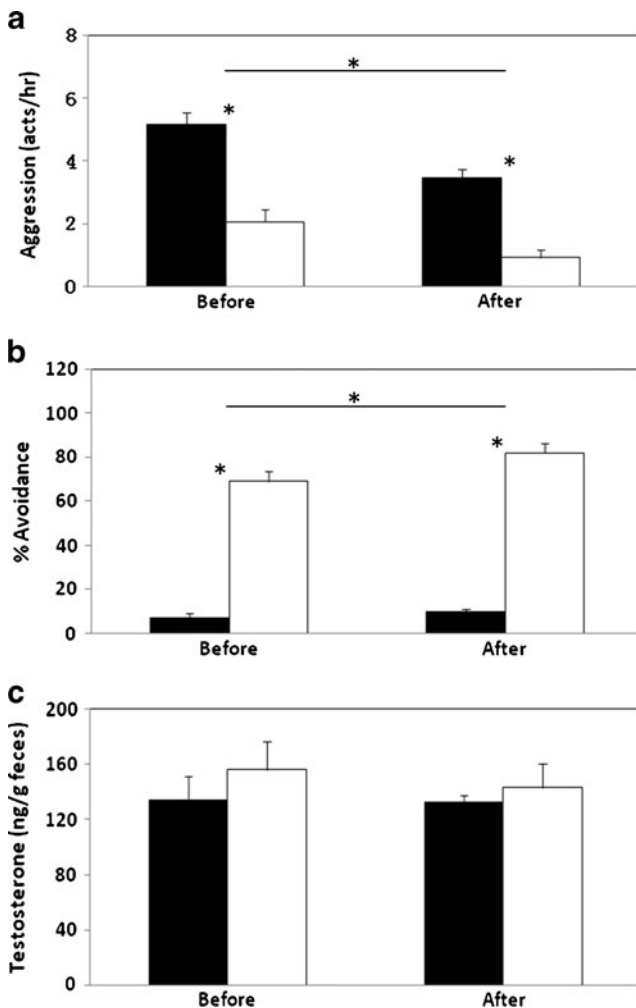 a
8
6
4
2
0
Aggression (acts/hr)
*
*
*
Before After
b
120
100
80
60
40
20
0
% Avoidance
*
*
*
Before After
c
200
160
120
80
40
0
Testosterone (ng/g feces)
Before After